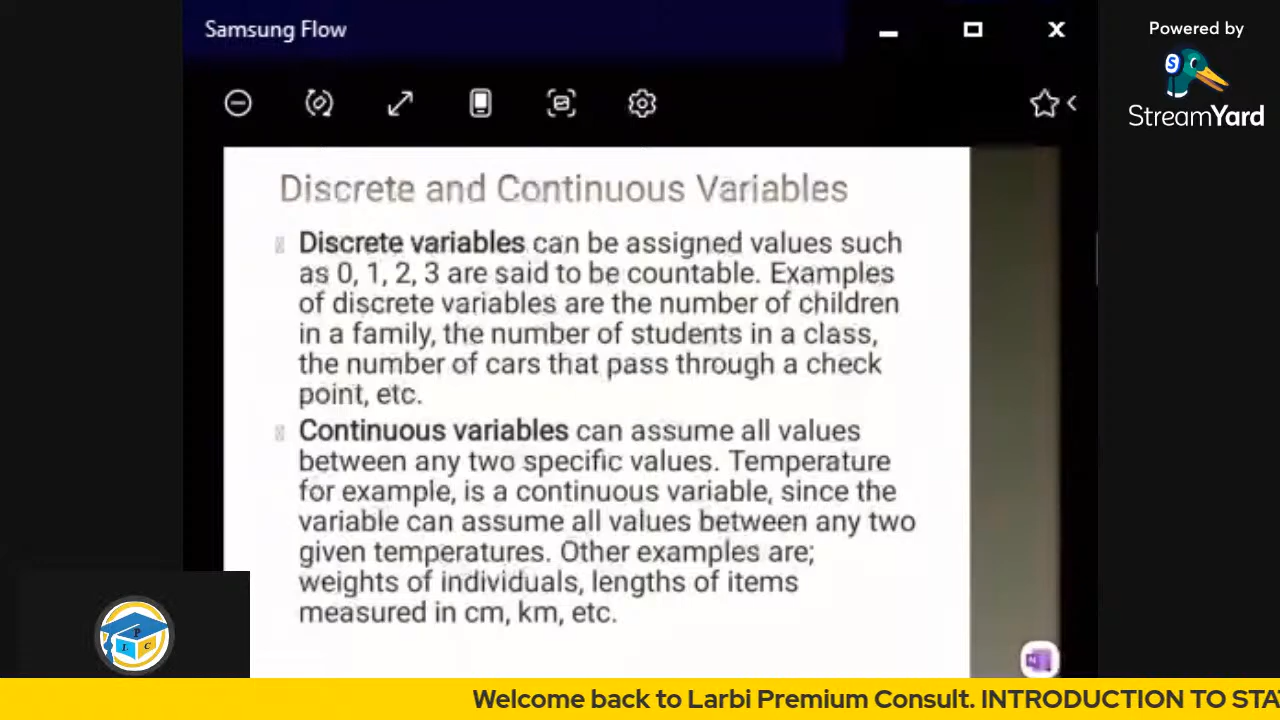 Samsung Flow
Powered by
StreamYard
Discrete and Continuous Variables
Discrete variables can be assigned values such
as 0, 1, 2, 3 are said to be countable. Examples
of discrete variables are the number of children
in a family, the number of students in a class,
the number of cars that pass through a check
point, etc.
Continuous variables can assume all values
between any two specific values. Temperature
for example, is a continuous variable, since the
variable can assume all values between any two
given temperatures. Other examples are;
weights of individuals, lengths of items
measured in cm, km, etc.
P
L C
N
Welcome back to Larbi Premium Consult. INTRODUCTION TO STA